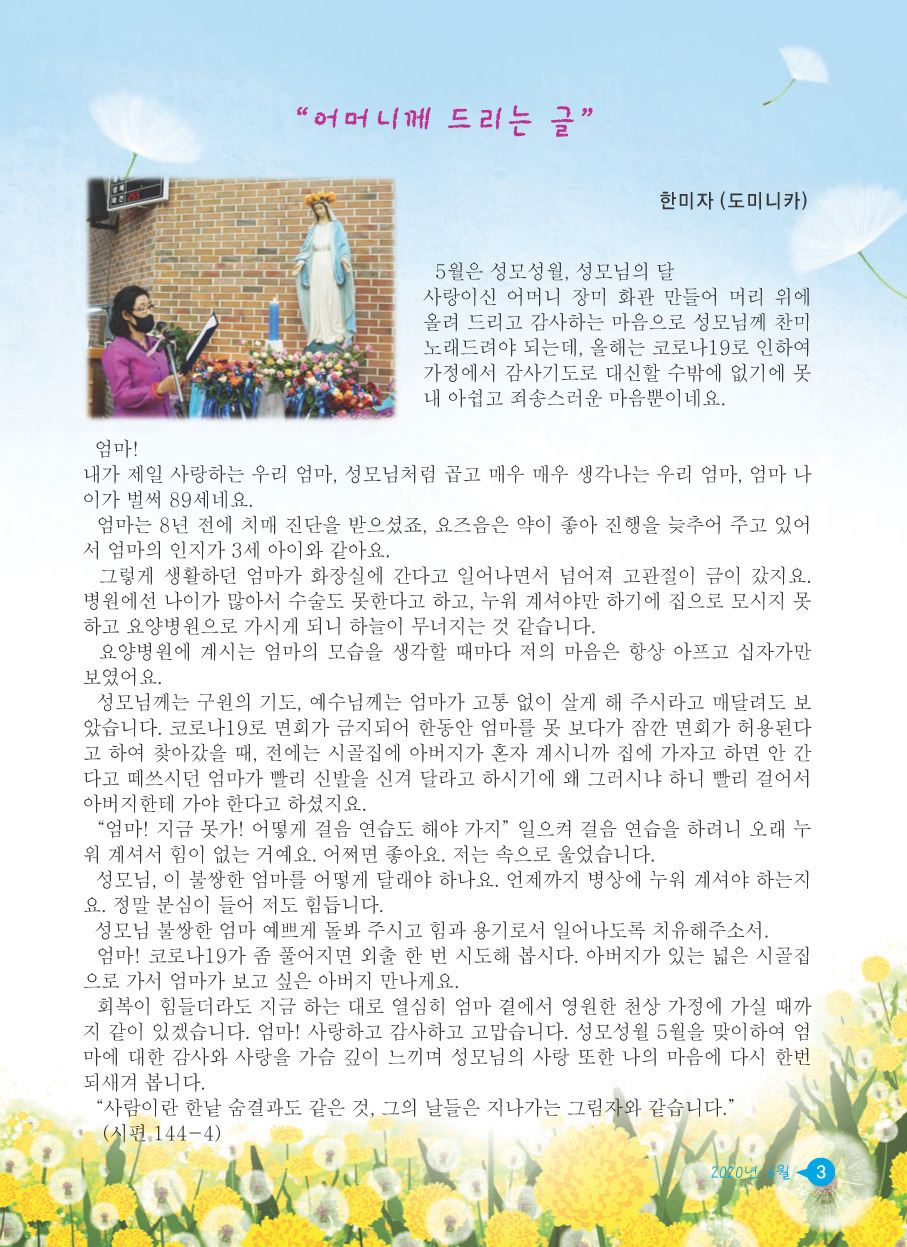 “어머니께 드리는 글”
한미자 (도미니카)
5월은 성모성월, 성모님의 달
사랑이신 어머니 장미 화관 만들어 머리 위에
올려 드리고 감사하는 마음으로 성모님께 찬미
노래드려야 되는데, 올해는 코로나19로 인하여
가정에서 감사기도로 대신할 수밖에 없기에 못
내 아쉽고 죄송스러운 마음뿐이네요.
엄마!
내가 제일 사랑하는 우리 엄마, 성모님처럼 곱고 매우 매우 생각나는 우리 엄마, 엄마 나
이가 벌써 89세네요.
엄마는 8년 전에 치매 진단을 받으셨죠, 요즈음은 약이 좋아 진행을 늦추어 주고 있어
서 엄마의 인지가 3세 아이와 같아요.
그렇게 생활하던 엄마가 화장실에 간다고 일어나면서 넘어져 고관절이 금이 갔지요.
병원에선 나이가 많아서 수술도 못한다고 하고, 누워 계셔야만 하기에 집으로 모시지 못
하고 요양병원으로 가시게 되니 하늘이 무너지는 것 같습니다.
요양병원에 계시는 엄마의 모습을 생각할 때마다 저의 마음은 항상 아프고 십자가만
보였어요.
성모님께는 구원의 기도, 예수님께는 엄마가 고통 없이 살게 해 주시라고 매달려도 보
았습니다. 코로나19로 면회가 금지되어 한동안 엄마를 못 보다가 잠깐 면회가 허용된다
고 하여 찾아갔을 때, 전에는 시골집에 아버지가 혼자 계시니까 집에 가자고 하면 안 간
다고 떼쓰시던 엄마가 빨리 신발을 신겨 달라고 하시기에 왜 그러시냐 하니 빨리 걸어서
아버지한테 가야 한다고 하셨지요.
“엄마! 지금 못가! 어떻게 걸음 연습도 해야 가지” 일으켜 걸음 연습을 하려니 오래 누
워 계셔서 힘이 없는 거예요. 어쩌면 좋아요. 저는 속으로 울었습니다.
성모님, 이 불쌍한 엄마를 어떻게 달래야 하나요. 언제까지 병상에 누워 계셔야 하는지
요. 정말 분심이 들어 저도 힘듭니다.
성모님 불쌍한 엄마 예쁘게 돌봐 주시고 힘과 용기로서 일어나도록 치유해주소서.
엄마! 코로나19가 좀 풀어지면 외출 한 번 시도해 봅시다. 아버지가 있는 넓은 시골집
으로 가서 엄마가 보고 싶은 아버지 만나게요.
회복이 힘들더라도 지금 하는 대로 열심히 엄마 곁에서 영원한 천상 가정에 가실 때까
지 같이 있겠습니다. 엄마! 사랑하고 감사하고 고맙습니다. 성모성월 5월을 맞이하여 엄
마에 대한 감사와 사랑을 가슴 깊이 느끼며 성모님의 사랑 또한 나의 마음에 다시 한번
되새겨 봅니다.
“사람이란 한낱 숨결과도 같은 것, 그의 날들은 지나가는 그림자와 같습니다.”
(시편 144-4)
2020년 월 3